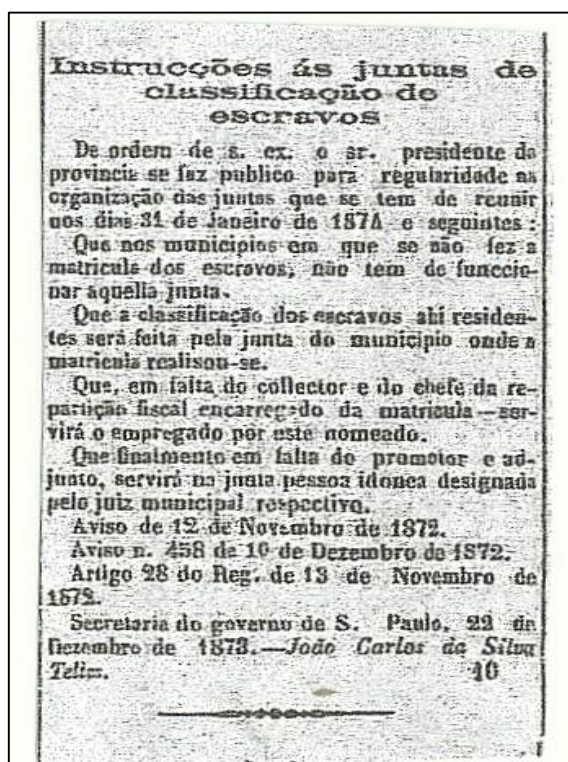 Instrucções ás juntas de
classificação de
escravos
De ordem de s. ex. o sr. presidente da
provincia se faz publico para regularidade na
organização das juntas que se tem de reunir
nos dias 31 de Janeiro de 1874 e seguintes :
Que nos municipios em que se não fez a
matricula dos escravos, não tem de funccio-
nar aquella junta.
Que a classificação dos escravos ahi residen-
tes será feita pela junta do municipio onde a
matricula realisou-se.
Que, em falta do collector e do chefe da re-
partição fiscal encarregado da matricula—ser-
virá o empregado por este nomeado.
Que finalmente em falta do promotor e ad-
junto, servirá na junta pessoa idonea designada
pelo juiz municipal respectivo.
Aviso de 12 de Novembro de 1872.
Aviso n. 458 de 10 de Dezembro de 1872.
Artigo 28 do Reg. de 13 de Novembro de
1872.
Secretaria do governo de S. Paulo, 22 de
Dezembro de 1873.—João Carlos da Silva
Telles. 10